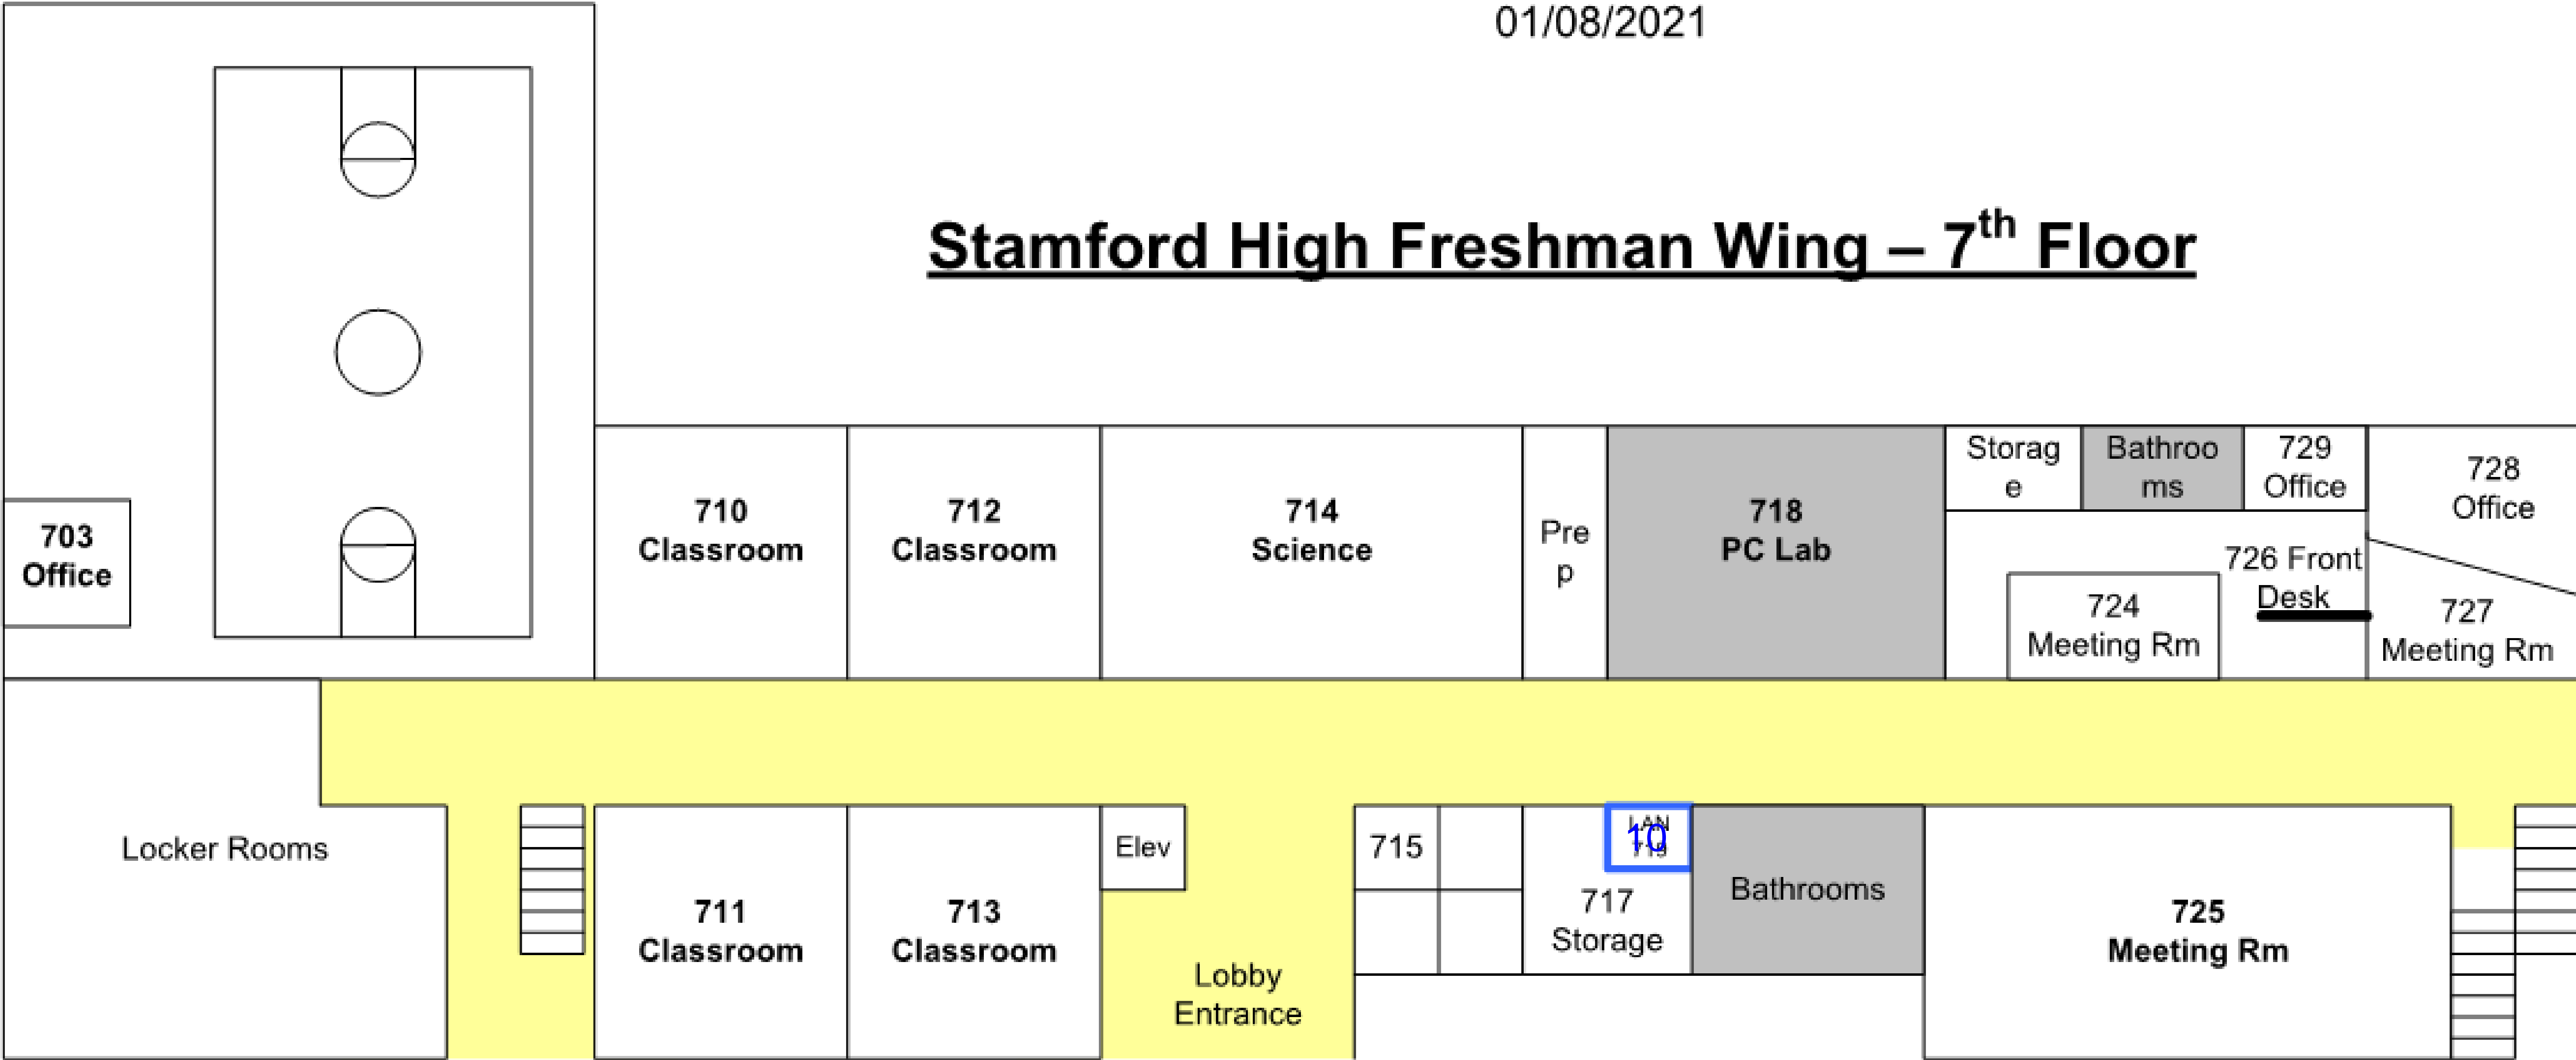 01/08/2021
Stamford High Freshman Wing – 7th Floor
703
Office
710
Classroom
712
Classroom
714
Science
Pre
p
718
PC Lab
Storag
e
Bathroo
ms
729
Office
728
Office
726 Front
Desk
724
Meeting Rm
727
Meeting Rm
Locker Rooms
711
Classroom
713
Classroom
Elev
Lobby
Entrance
715
LAN
10
717
Storage
Bathrooms
725
Meeting Rm